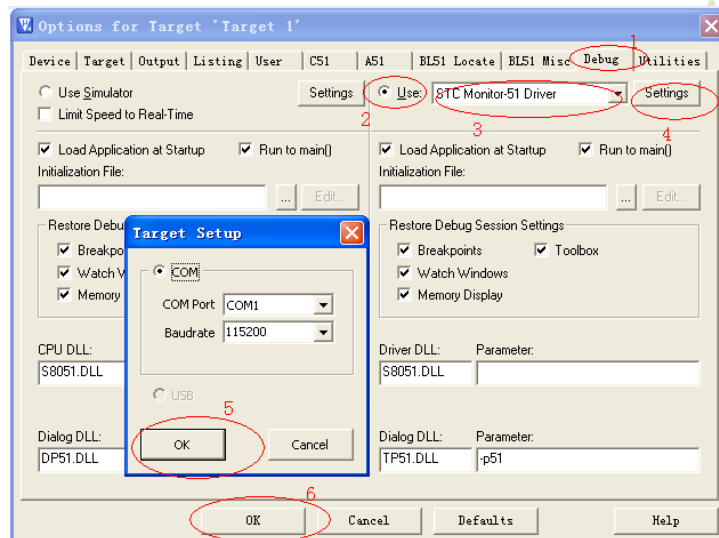 Options for Target 'Target 1'
1
Device Target Output Listing User C51 A51 BL51 Locate BL51 Misc Debug Utilities
Use Simulator Settings Use: STC Monitor-51 Driver Settings
Limit Speed to Real-Time
2 3 4
Load Application at Startup Run to main() Load Application at Startup Run to main()
Initialization File: Initialization File:
... Edit... ... Edit...
Restore Debu Restore Debug Session Settings
Breakpo Breakpoints Toolbox
Watch W Watch Windows
Memory Memory Display
Target Setup
COM
COM Port COM1
Baudrate 115200
USB
5
OK Cancel
CPU DLL: Driver DLL: Parameter:
S8051.DLL S8051.DLL
Dialog DLL: Dialog DLL: Parameter:
DP51.DLL TP51.DLL -p51
6
OK Cancel Defaults Help